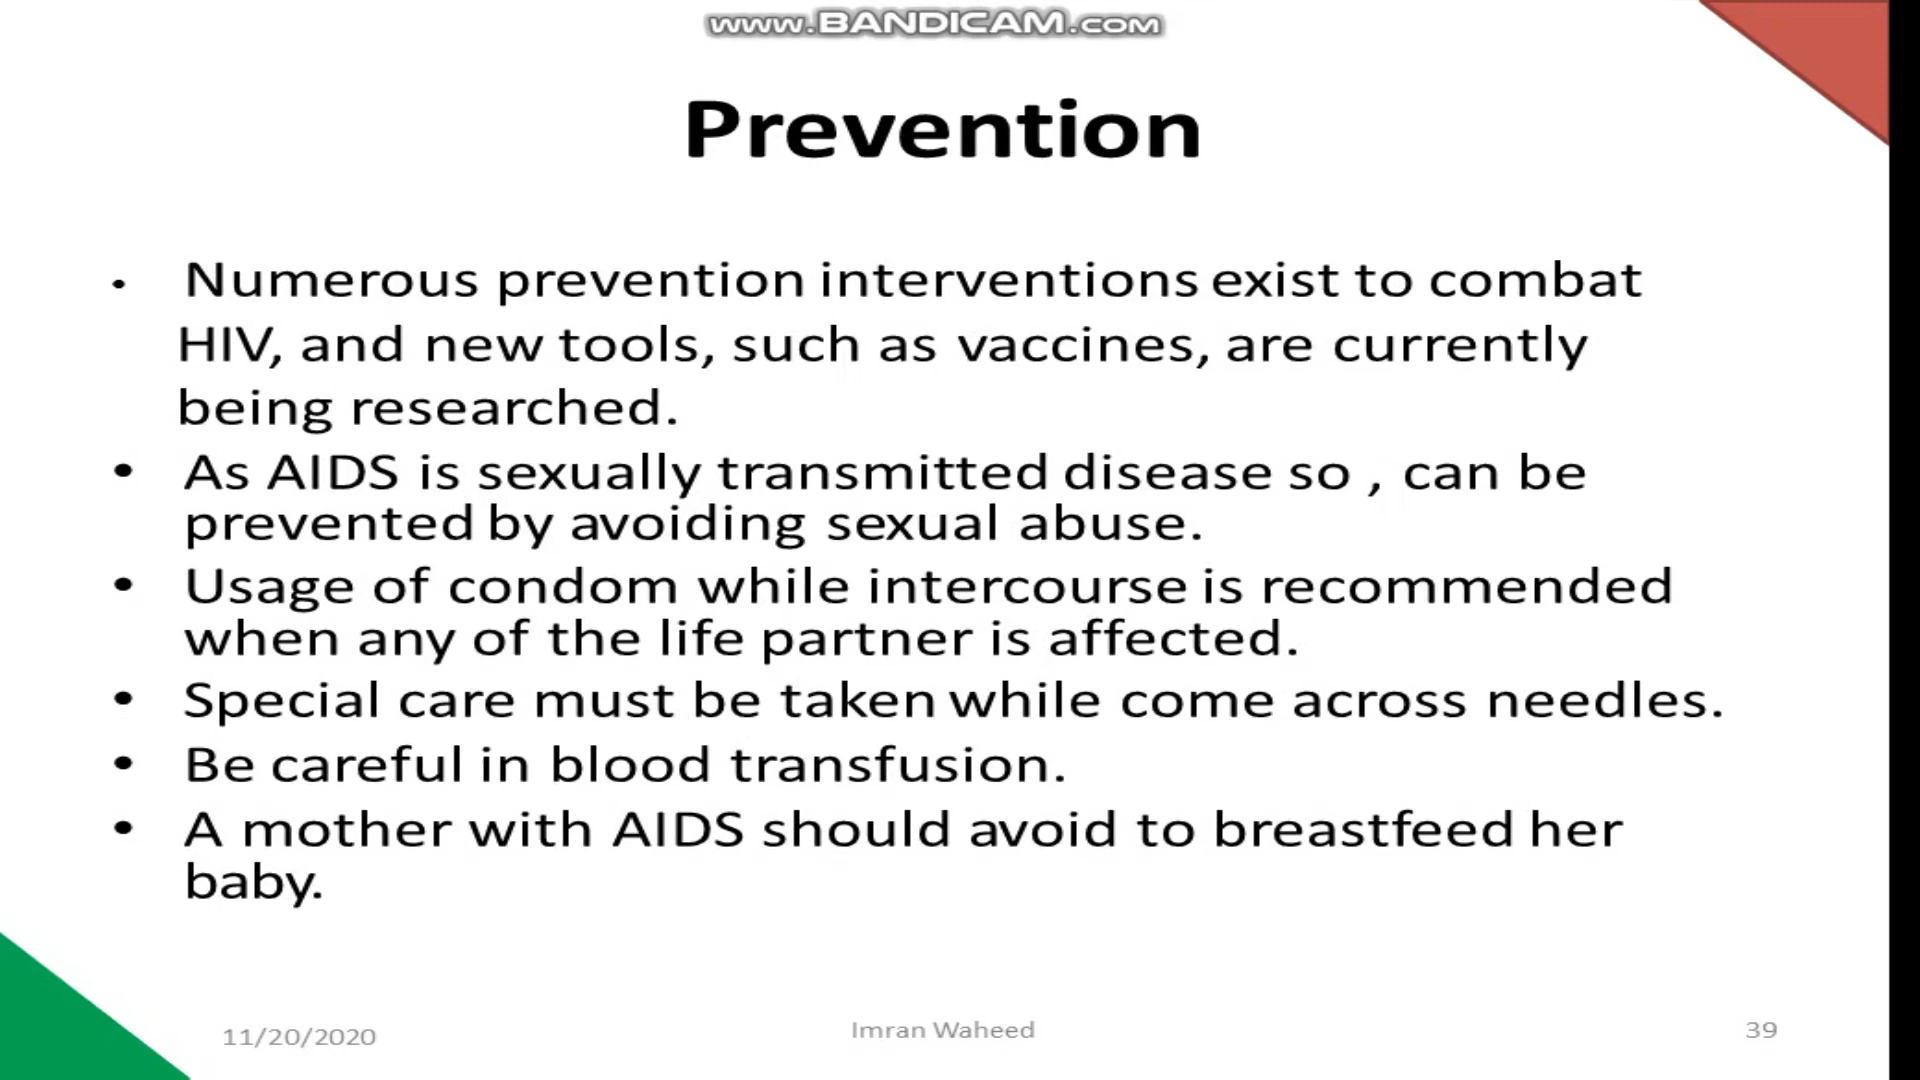 www.BANDICAM.com
Prevention
• Numerous prevention interventions exist to combat
HIV, and new tools, such as vaccines, are currently
being researched.
• As AIDS is sexually transmitted disease so , can be
prevented by avoiding sexual abuse.
• Usage of condom while intercourse is recommended
when any of the life partner is affected.
• Special care must be taken while come across needles.
• Be careful in blood transfusion.
• A mother with AIDS should avoid to breastfeed her
baby.
11/20/2020
Imran Waheed
39